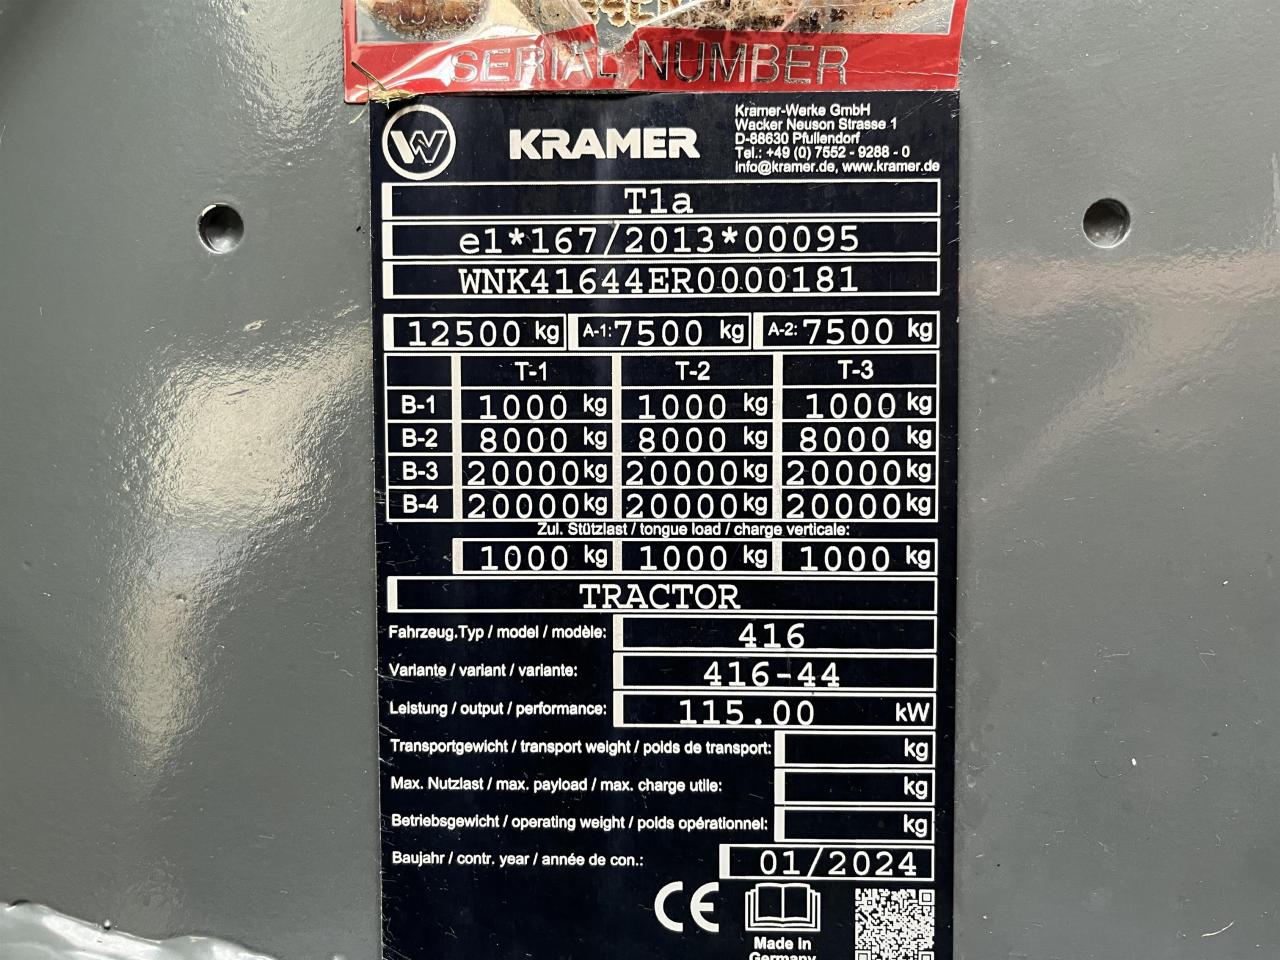 SERIAL NUMBER
W
KRAMER
Kramer-Werke GmbH
Wacker Neuson Strasse 1
D-88630 Pfullendorf
Tel.: +49 (0) 7552 - 9288 - 0
info@kramer.de, www.kramer.de
T1a
e1*167/2013*00095
WNK41644ER0000181
12500 kg A-1: 7500 kg A-2: 7500 kg
T-1 T-2 T-3
B-1 1000 kg 1000 kg 1000 kg
B-2 8000 kg 8000 kg 8000 kg
B-3 20000 kg 20000 kg 20000 kg
B-4 20000 kg 20000 kg 20000 kg
Zul. Stützlast / tongue load / charge verticale:
1000 kg 1000 kg 1000 kg
TRACTOR
Fahrzeug.Typ / model / modèle: 416
Variante / variant / variante: 416-44
Leistung / output / performance: 115.00 kW
Transportgewicht / transport weight / poids de transport: kg
Max. Nutzlast / max. payload / max. charge utile: kg
Betriebsgewicht / operating weight / poids opérationnel: kg
Baujahr / contr. year / année de con.: 01/2024
CE
Made in
Germany